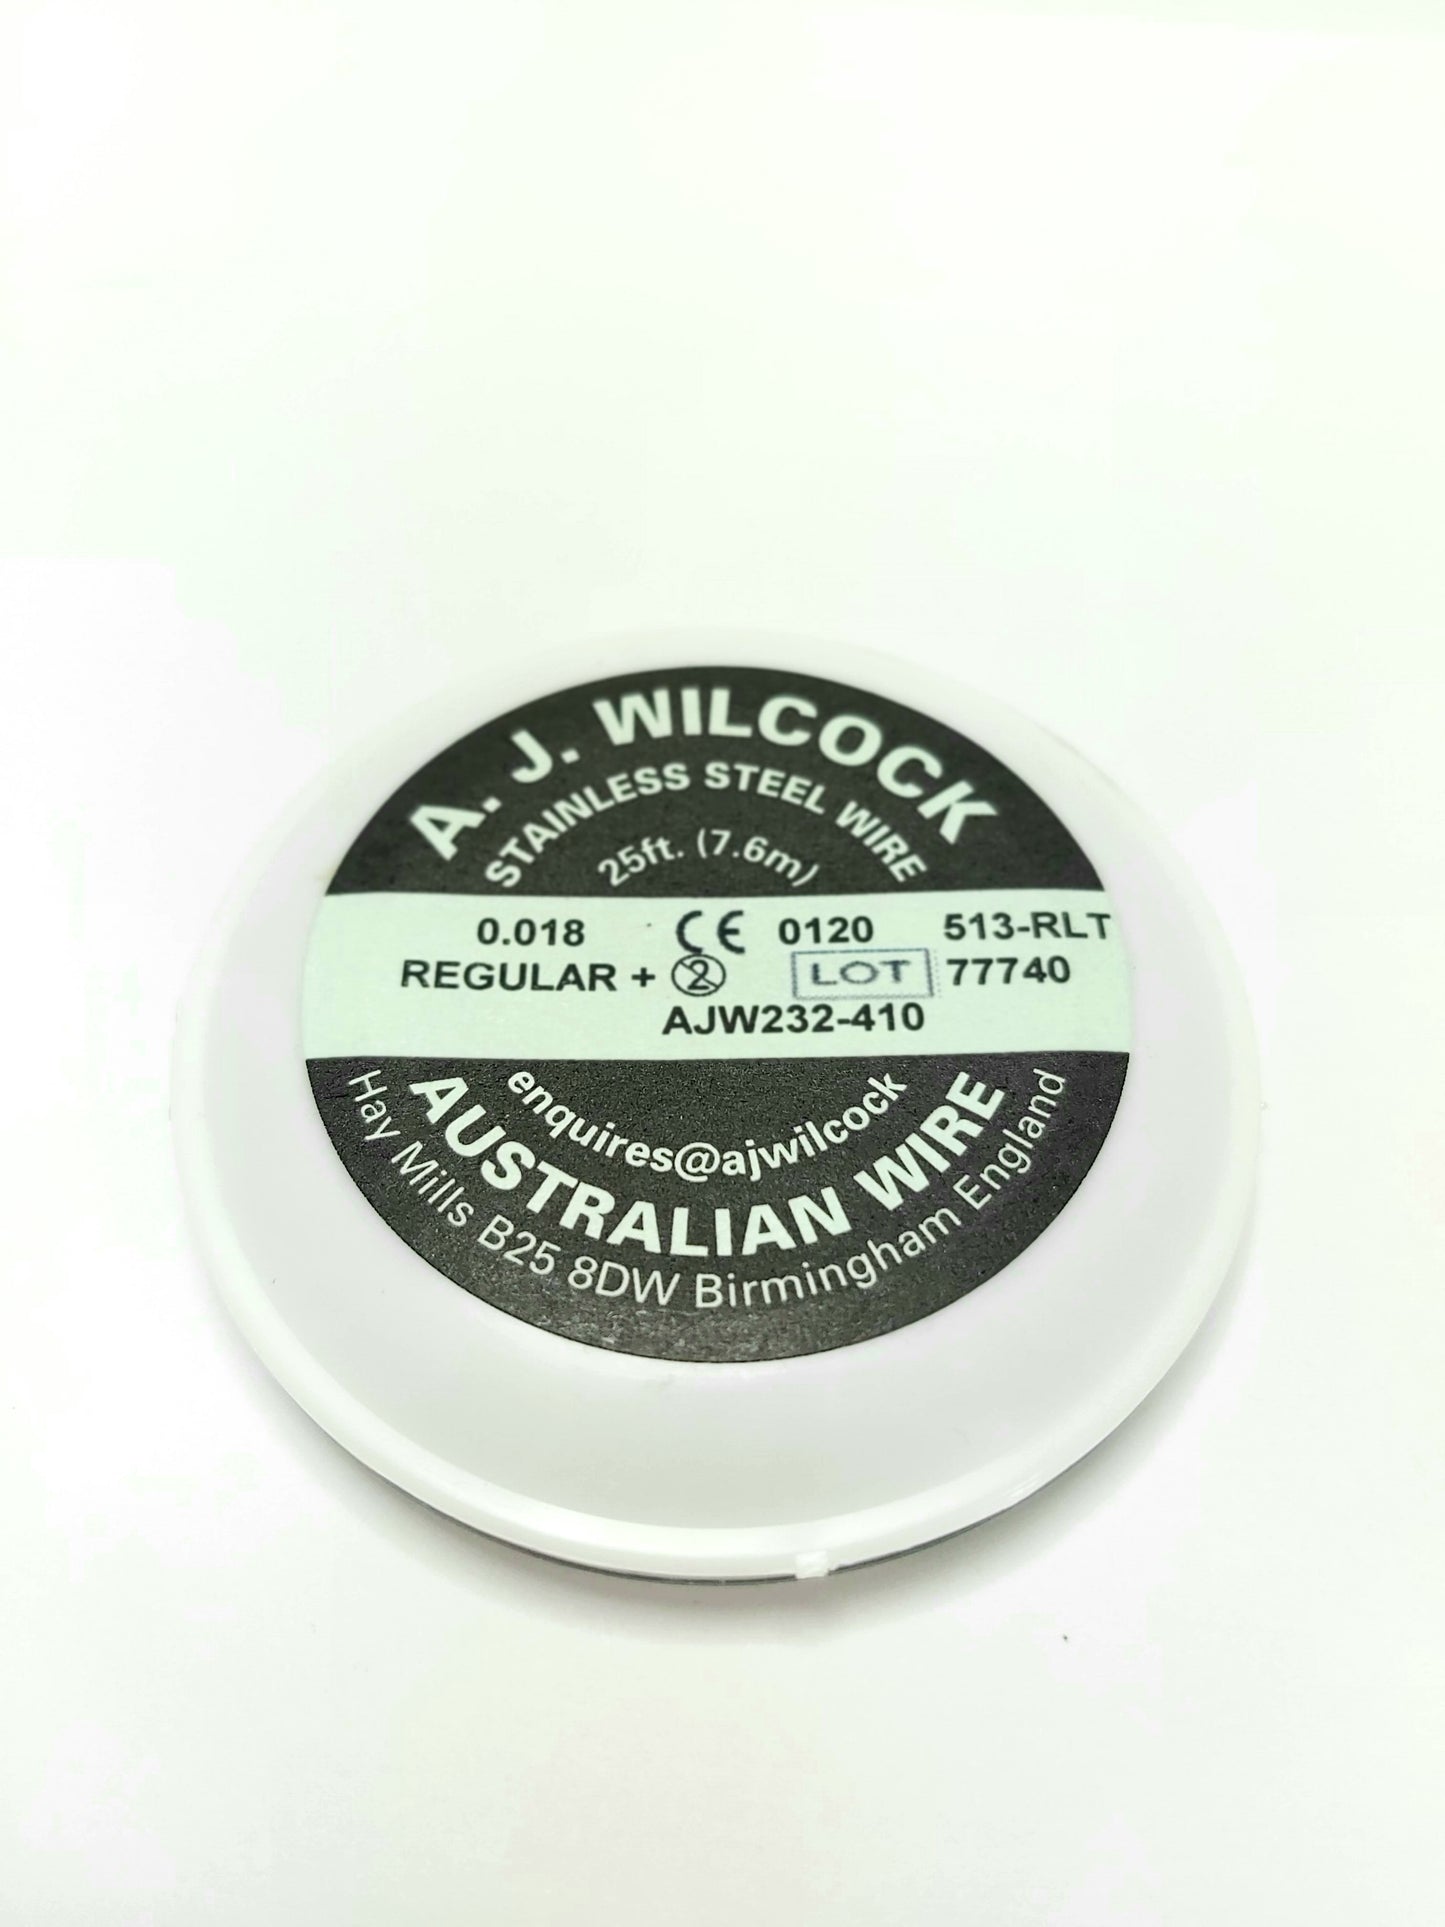 A. J. WILCOCK
STAINLESS STEEL WIRE
25ft. (7.6m)
0.018 CE 0120 513-RLT
REGULAR + 2 LOT 77740
AJW232-410
enquires@ajwilcock
AUSTRALIAN WIRE
Hay Mills B25 8DW Birmingham England